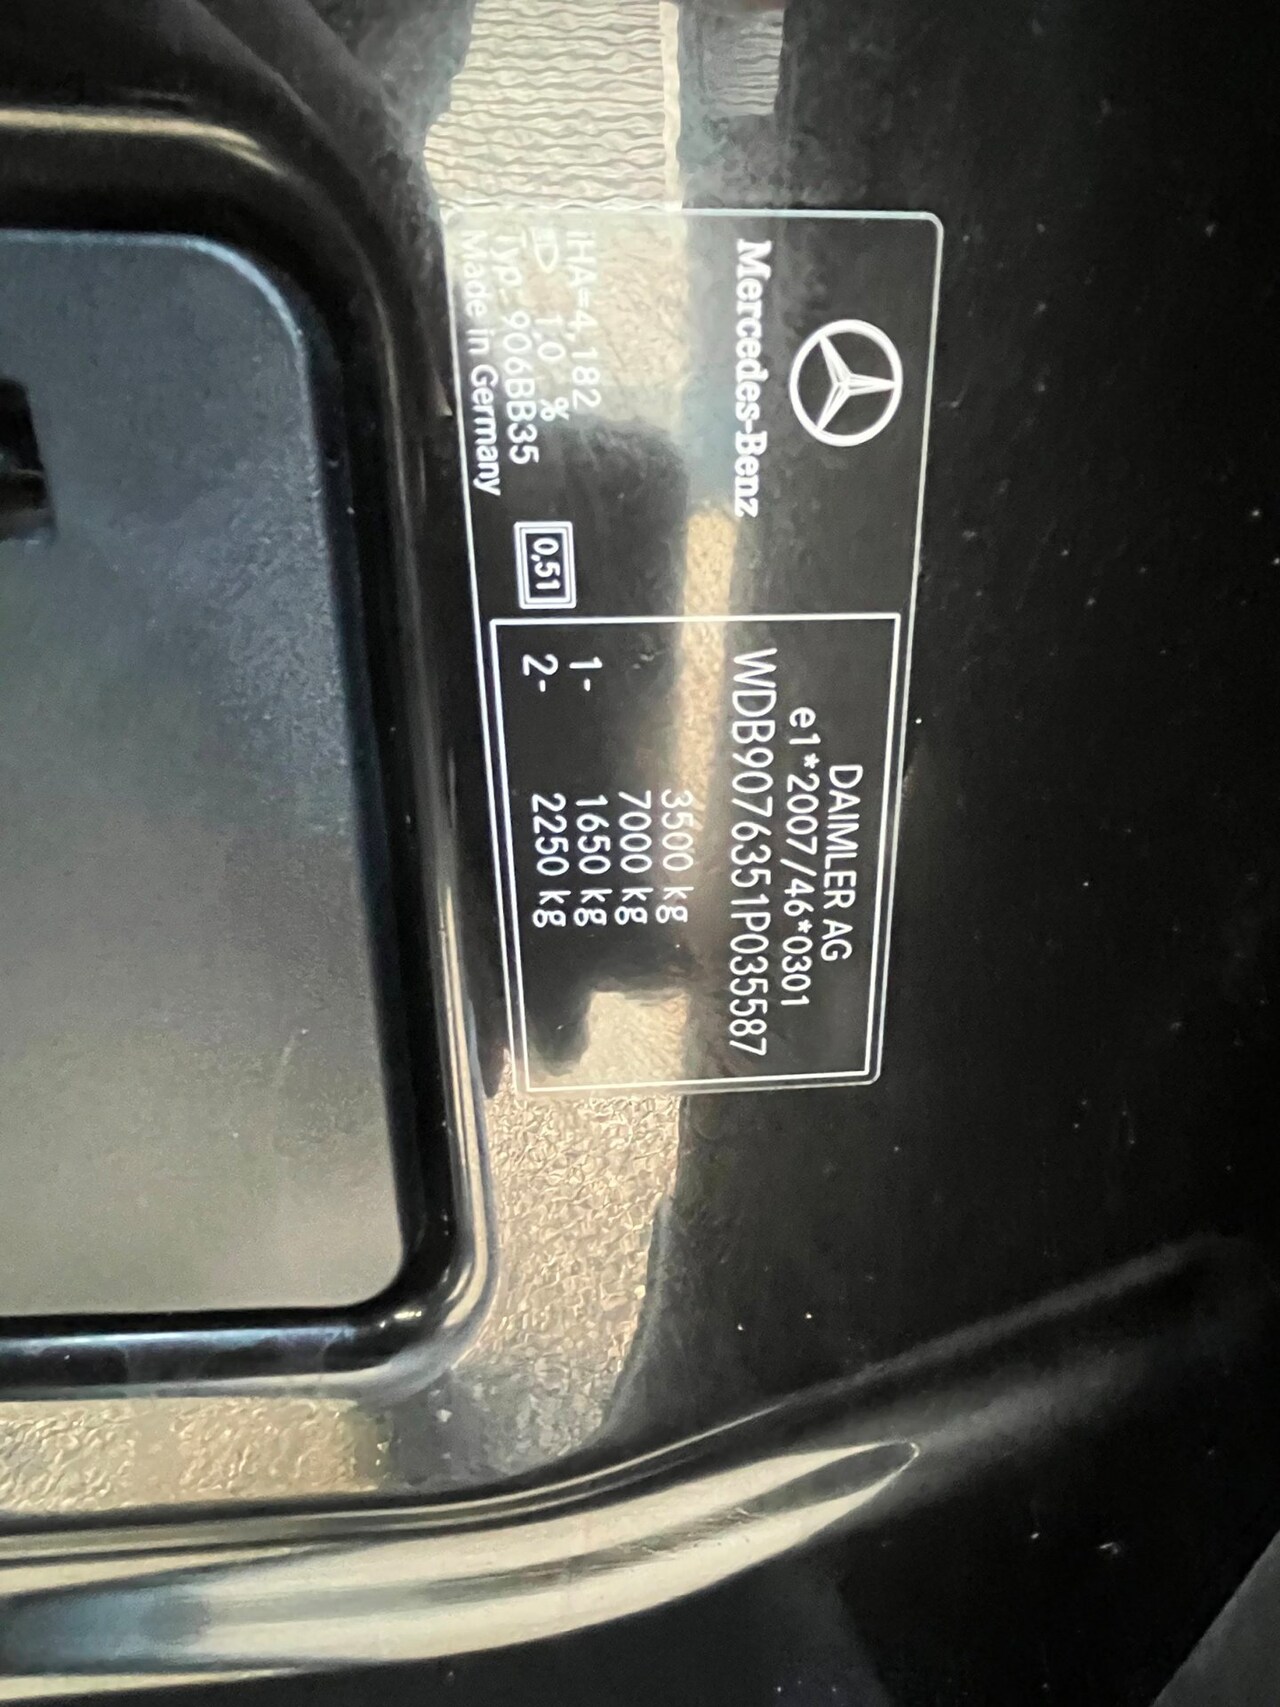 Mercedes-Benz
DAIMLER AG
e1*2007/46*0301
WDB9076351P035587
3500 kg
7000 kg
1- 1650 kg
2- 2250 kg
iHA=4,182
1,0 %
Typ: 906BB35
Made in Germany
0,51